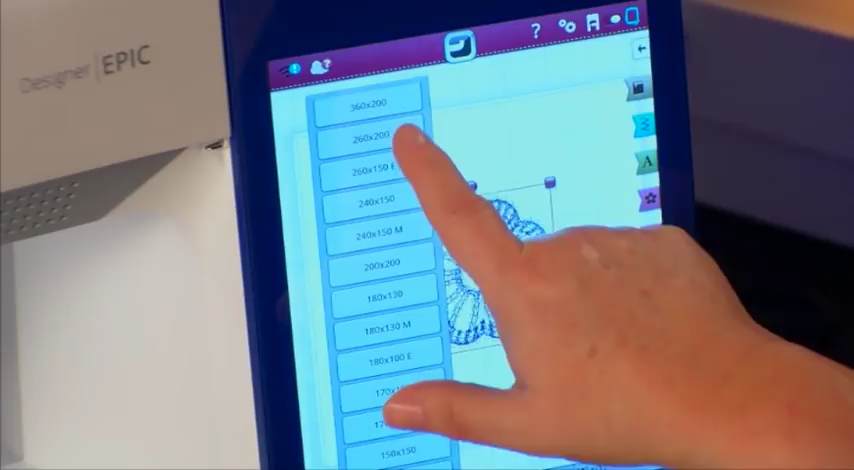 Designer EPIC
?
360x200
260x200
260x150
240x150
240x150 M
200x200
180x130
180x130 M
180x100 E
150x150
A